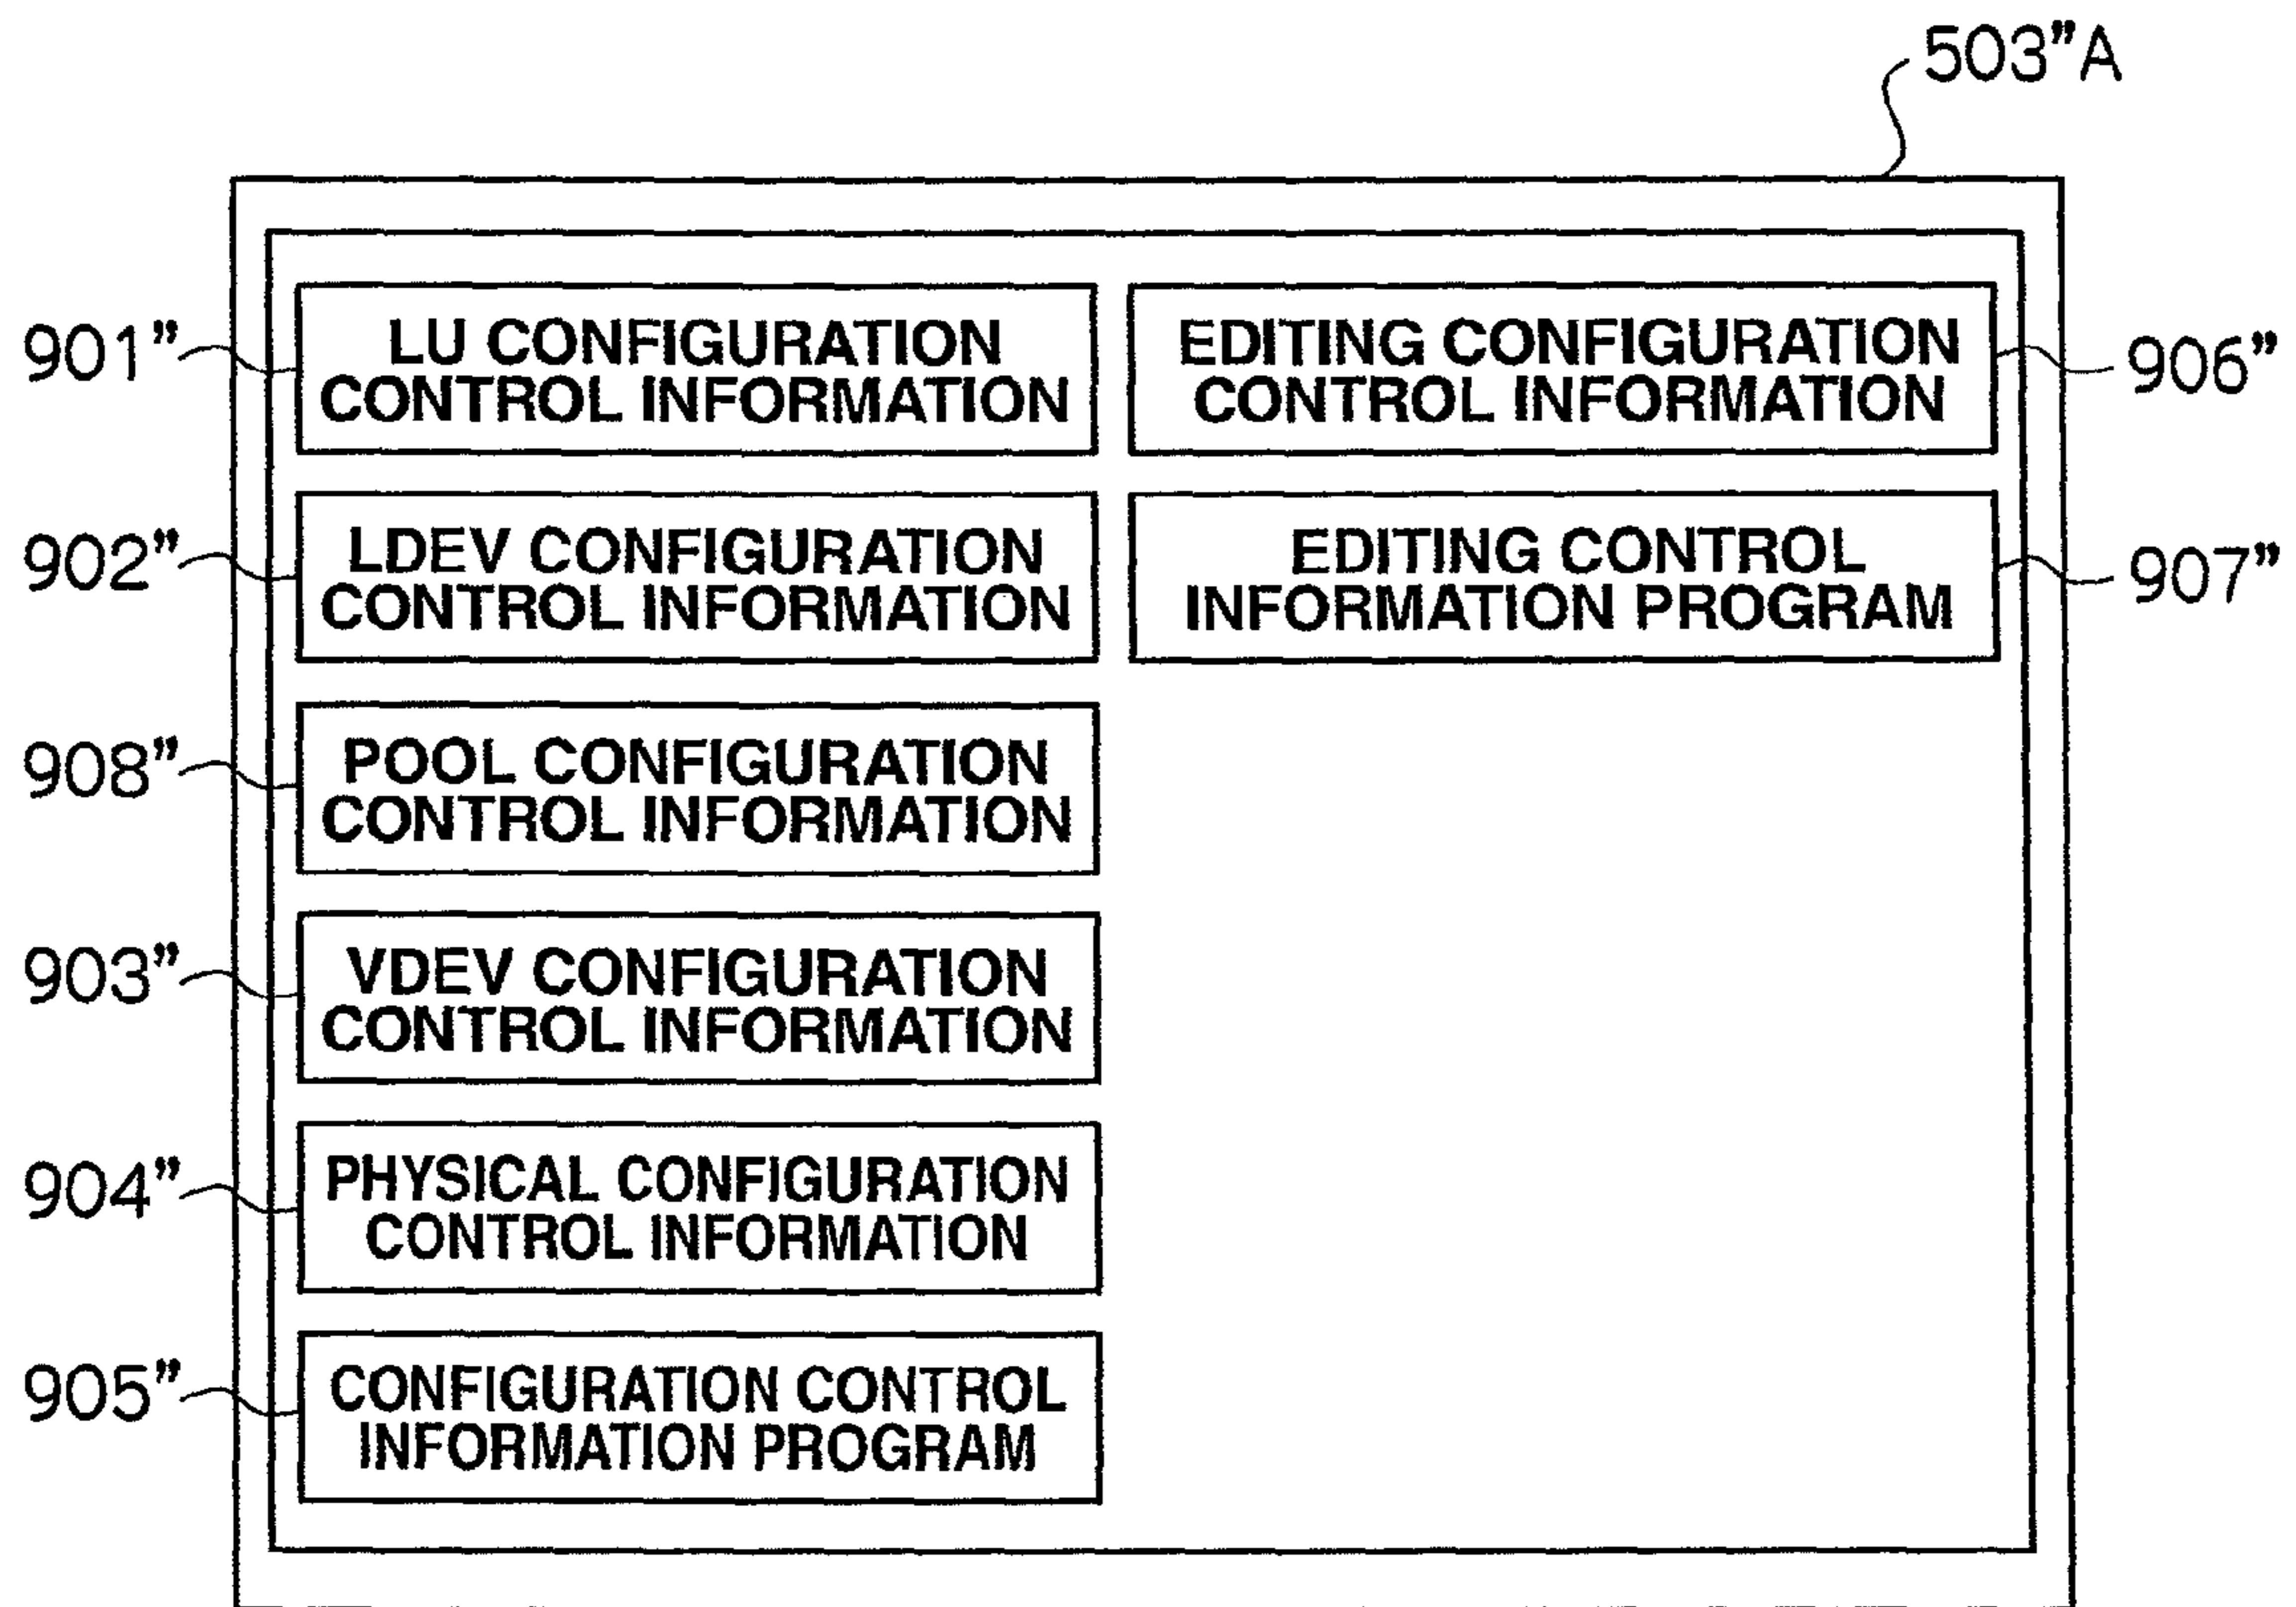 503”A
901”
LU CONFIGURATION
CONTROL INFORMATION
EDITING CONFIGURATION
CONTROL INFORMATION
906”
902”
LDEV CONFIGURATION
CONTROL INFORMATION
EDITING CONTROL
INFORMATION PROGRAM
907”
908”
POOL CONFIGURATION
CONTROL INFORMATION
903”
VDEV CONFIGURATION
CONTROL INFORMATION
904”
PHYSICAL CONFIGURATION
CONTROL INFORMATION
905”
CONFIGURATION CONTROL
INFORMATION PROGRAM